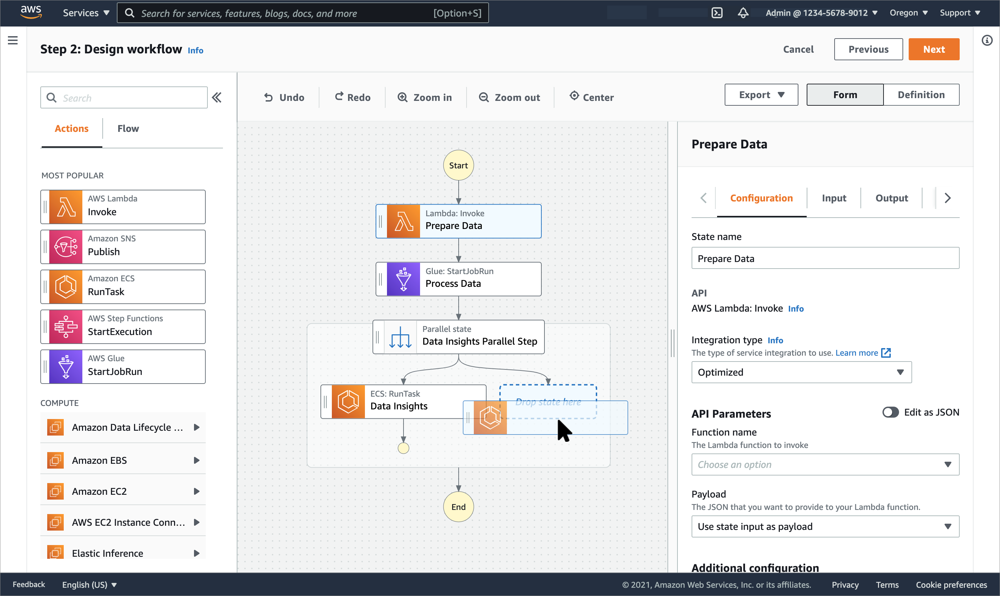 aws
Services
Search for services, features, blogs, docs, and more
[Option+S]
Admin @ 1234-5678-9012
Oregon
Support
Step 2: Design workflow
Info
Cancel
Previous
Next
Search
Undo
Redo
Zoom in
Zoom out
Center
Export
Form
Definition
Actions
Flow
MOST POPULAR
AWS Lambda
Invoke
Amazon SNS
Publish
Amazon ECS
RunTask
AWS Step Functions
StartExecution
AWS Glue
StartJobRun
COMPUTE
Amazon Data Lifecycle ...
Amazon EBS
Amazon EC2
AWS EC2 Instance Conn...
Elastic Inference
Start
Lambda: Invoke
Prepare Data
Glue: StartJobRun
Process Data
Parallel state
Data Insights Parallel Step
ECS: RunTask
Data Insights
Drop state here
End
Prepare Data
Configuration
Input
Output
State name
Prepare Data
API
AWS Lambda: Invoke Info
Integration type Info
The type of service integration to use. Learn more
Optimized
API Parameters
Edit as JSON
Function name
The Lambda function to invoke
Choose an option
Payload
The JSON that you want to provide to your Lambda function.
Use state input as payload
Additional configuration
Feedback
English (US)
© 2021, Amazon Web Services, Inc. or its affiliates.
Privacy
Terms
Cookie preferences